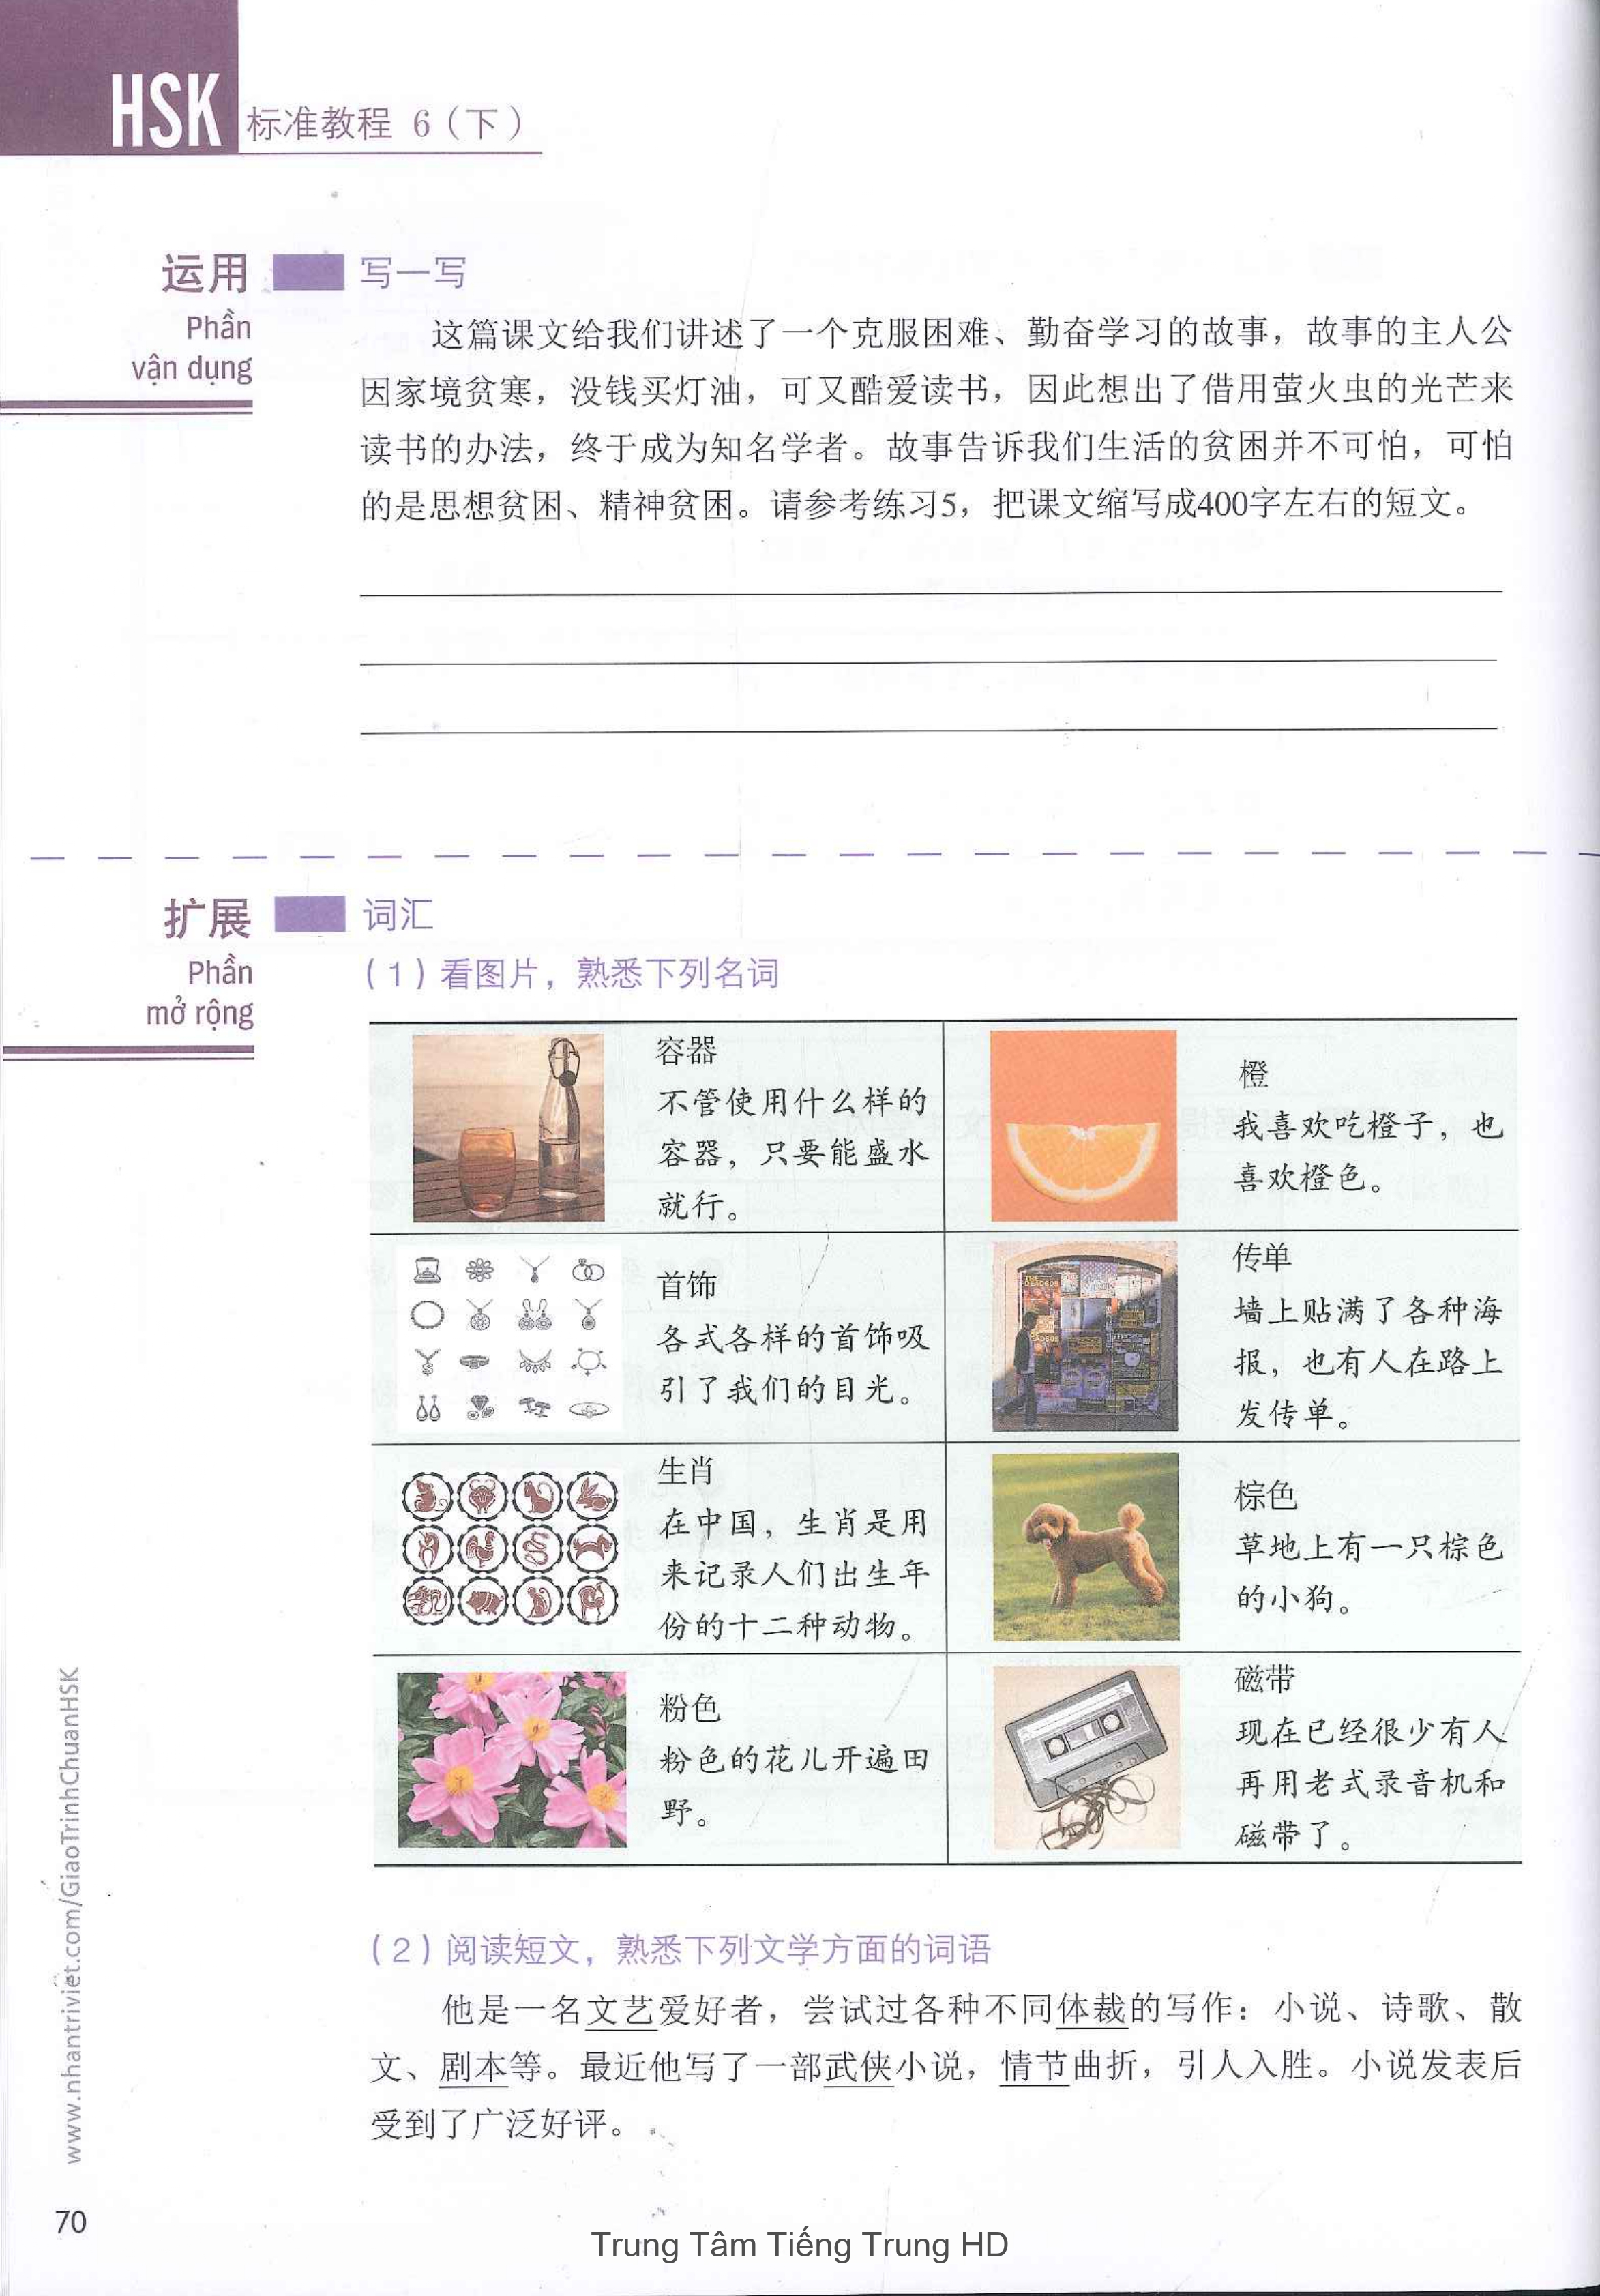 HSK 标准教程 6（下）
运用
Phần
vận dụng
写一写
这篇课文给我们讲述了一个克服困难、勤奋学习的故事，故事的主人公
因家境贫寒，没钱买灯油，可又酷爱读书，因此想出了借用萤火虫的光芒来
读书的办法，终于成为知名学者。故事告诉我们生活的贫困并不可怕，可怕
的是思想贫困、精神贫困。请参考练习5，把课文缩写成400字左右的短文。
扩展
Phần
mở rộng
词汇
（1）看图片，熟悉下列名词
容器
不管使用什么样的
容器，只要能盛水
就行。
橙
我喜欢吃橙子，也
喜欢橙色。
首饰
各式各样的首饰吸
引了我们的目光。
传单
墙上贴满了各种海
报，也有人在路上
发传单。
生肖
在中国，生肖是用
来记录人们出生年
份的十二种动物。
棕色
草地上有一只棕色
的小狗。
粉色
粉色的花儿开遍田
野。
磁带
现在已经很少有人
再用老式录音机和
磁带了。
（2）阅读短文，熟悉下列文学方面的词语
他是一名文艺爱好者，尝试过各种不同体裁的写作：小说、诗歌、散
文、剧本等。最近他写了一部武侠小说，情节曲折，引人入胜。小说发表后
受到了广泛好评。
www.nhantriviet.com/GiaoTrinhChuanHSK
70
Trung Tâm Tiếng Trung HD